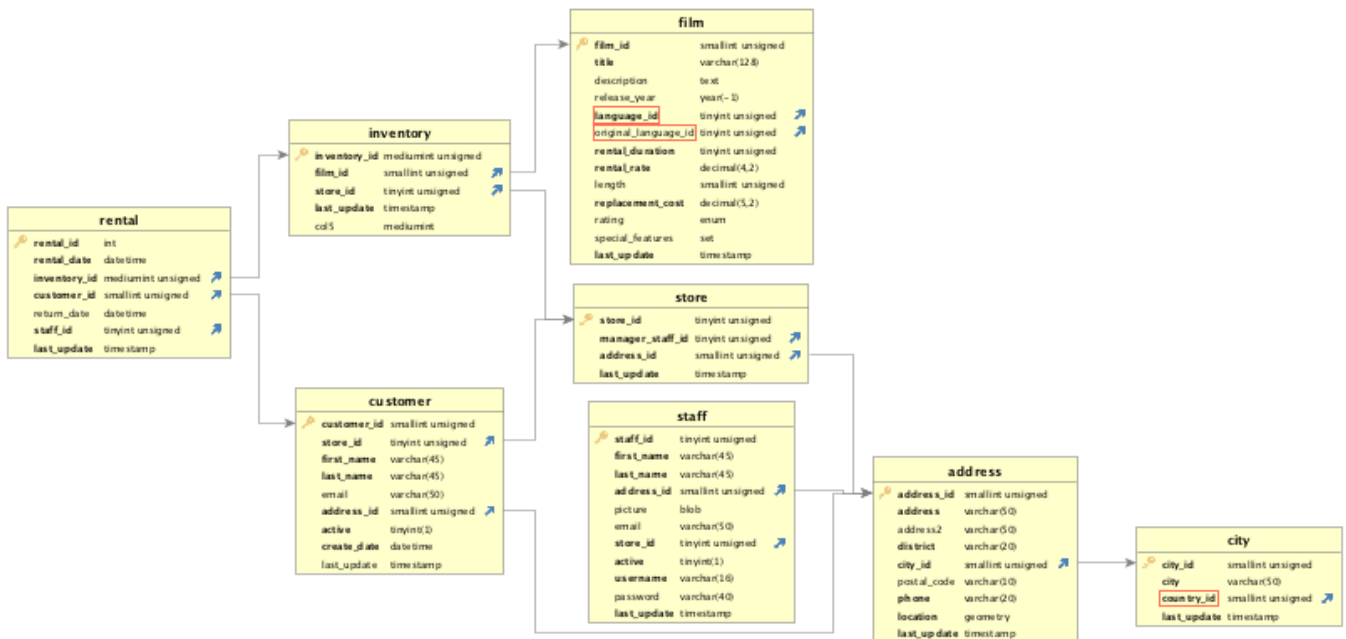 film
film_id smallint unsigned
title varchar(128)
description text
release_year year(-1)
language_id tinyint unsigned
original_language_id tinyint unsigned
rental_duration tinyint unsigned
rental_rate decimal(4,2)
length smallint unsigned
replacement_cost decimal(5,2)
rating enum
special_features set
last_update timestamp
inventory
inventory_id mediumint unsigned
film_id smallint unsigned
store_id tinyint unsigned
last_update timestamp
col5 mediumint
rental
rental_id int
rental_date datetime
inventory_id mediumint unsigned
customer_id smallint unsigned
return_date datetime
staff_id tinyint unsigned
last_update timestamp
store
store_id tinyint unsigned
manager_staff_id tinyint unsigned
address_id smallint unsigned
last_update timestamp
customer
customer_id smallint unsigned
store_id tinyint unsigned
first_name varchar(45)
last_name varchar(45)
email varchar(50)
address_id smallint unsigned
active tinyint(1)
create_date datetime
last_update timestamp
staff
staff_id tinyint unsigned
first_name varchar(45)
last_name varchar(45)
address_id smallint unsigned
picture blob
email varchar(50)
store_id tinyint unsigned
active tinyint(1)
username varchar(16)
password varchar(40)
last_update timestamp
address
address_id smallint unsigned
address varchar(50)
address2 varchar(50)
district varchar(20)
city_id smallint unsigned
postal_code varchar(10)
phone varchar(20)
location geometry
last_update timestamp
city
city_id smallint unsigned
city varchar(50)
country_id smallint unsigned
last_update timestamp